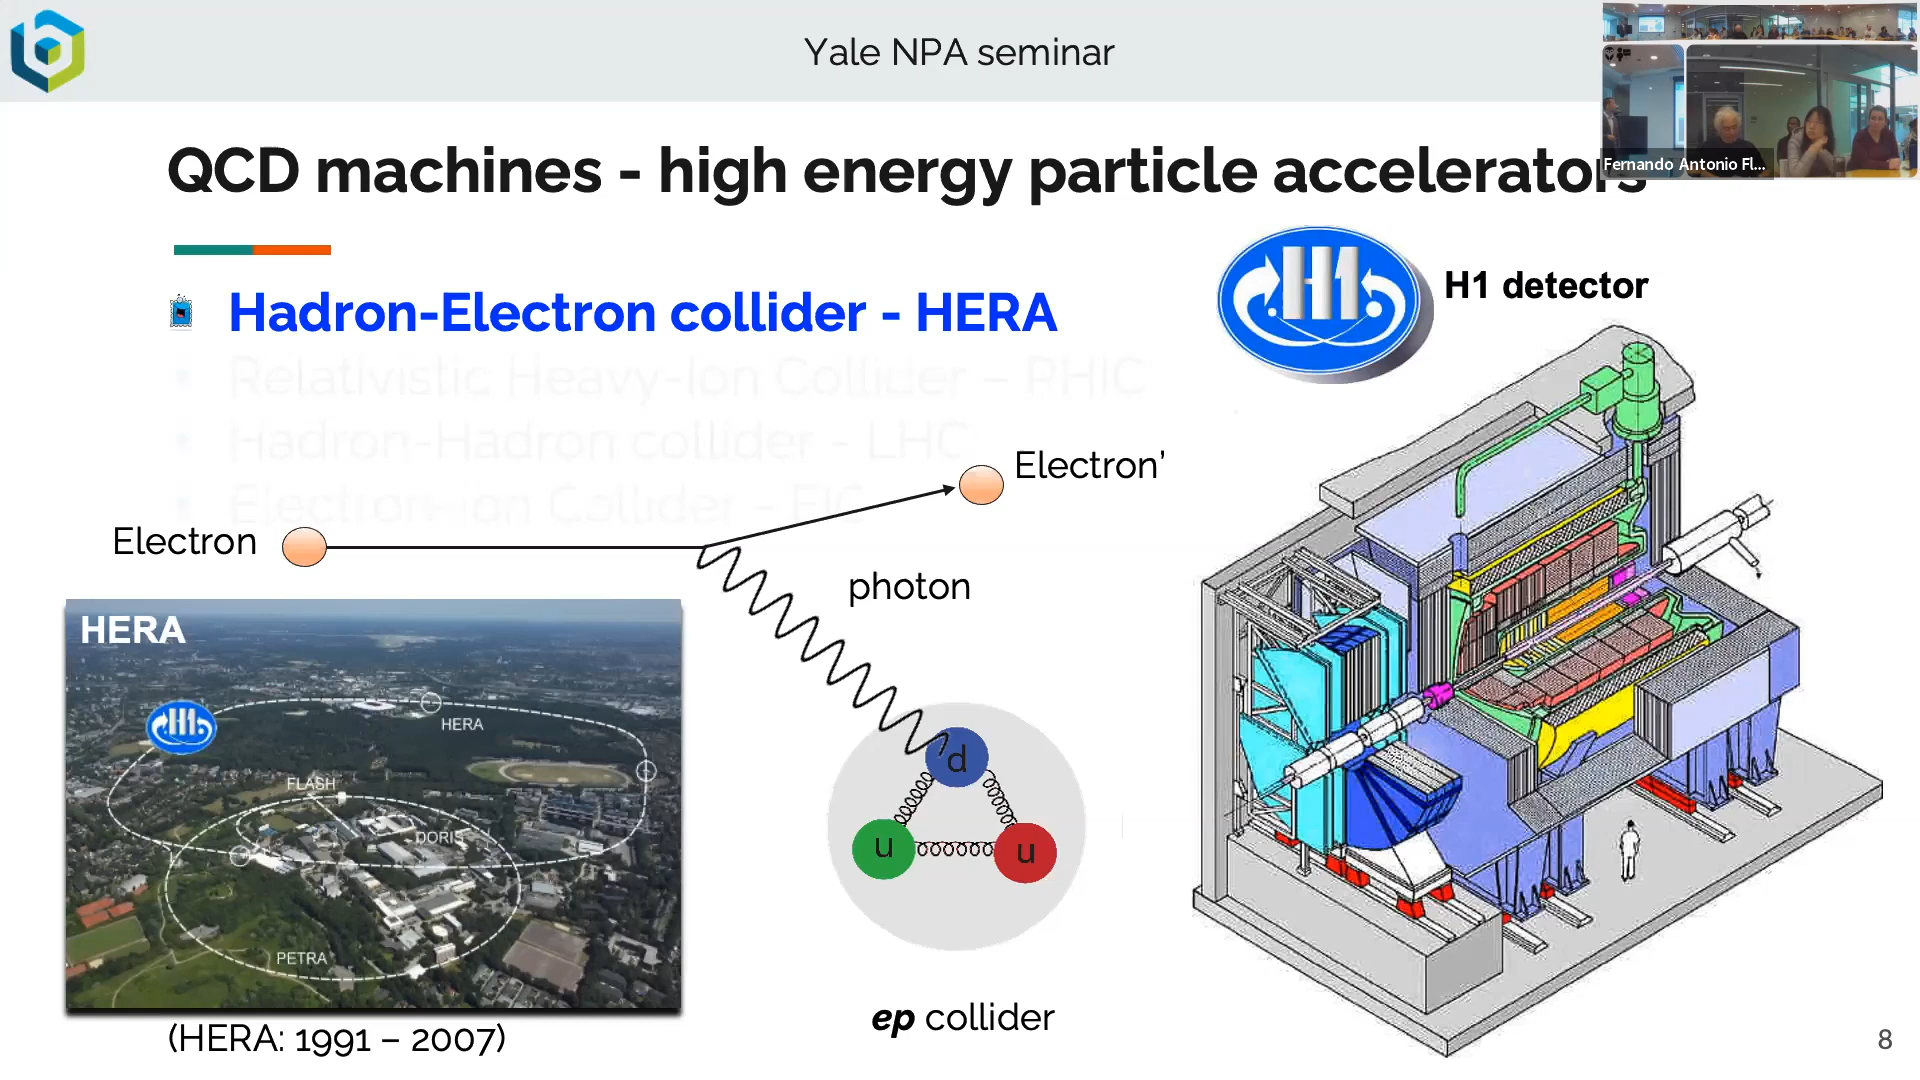 Yale NPA seminar
Fernando Antonio Fl...
QCD machines - high energy particle accelerators
H1
H1 detector
Hadron-Electron collider - HERA
Relativistic Heavy-Ion Collider – RHIC
Hadron-Hadron collider - LHC
Electron-Ion Collider – EIC
Electron’
Electron
photon
HERA
H1
HERA
FLASH
DORIS
PETRA
d
u
u
ep collider
(HERA: 1991 – 2007)
8